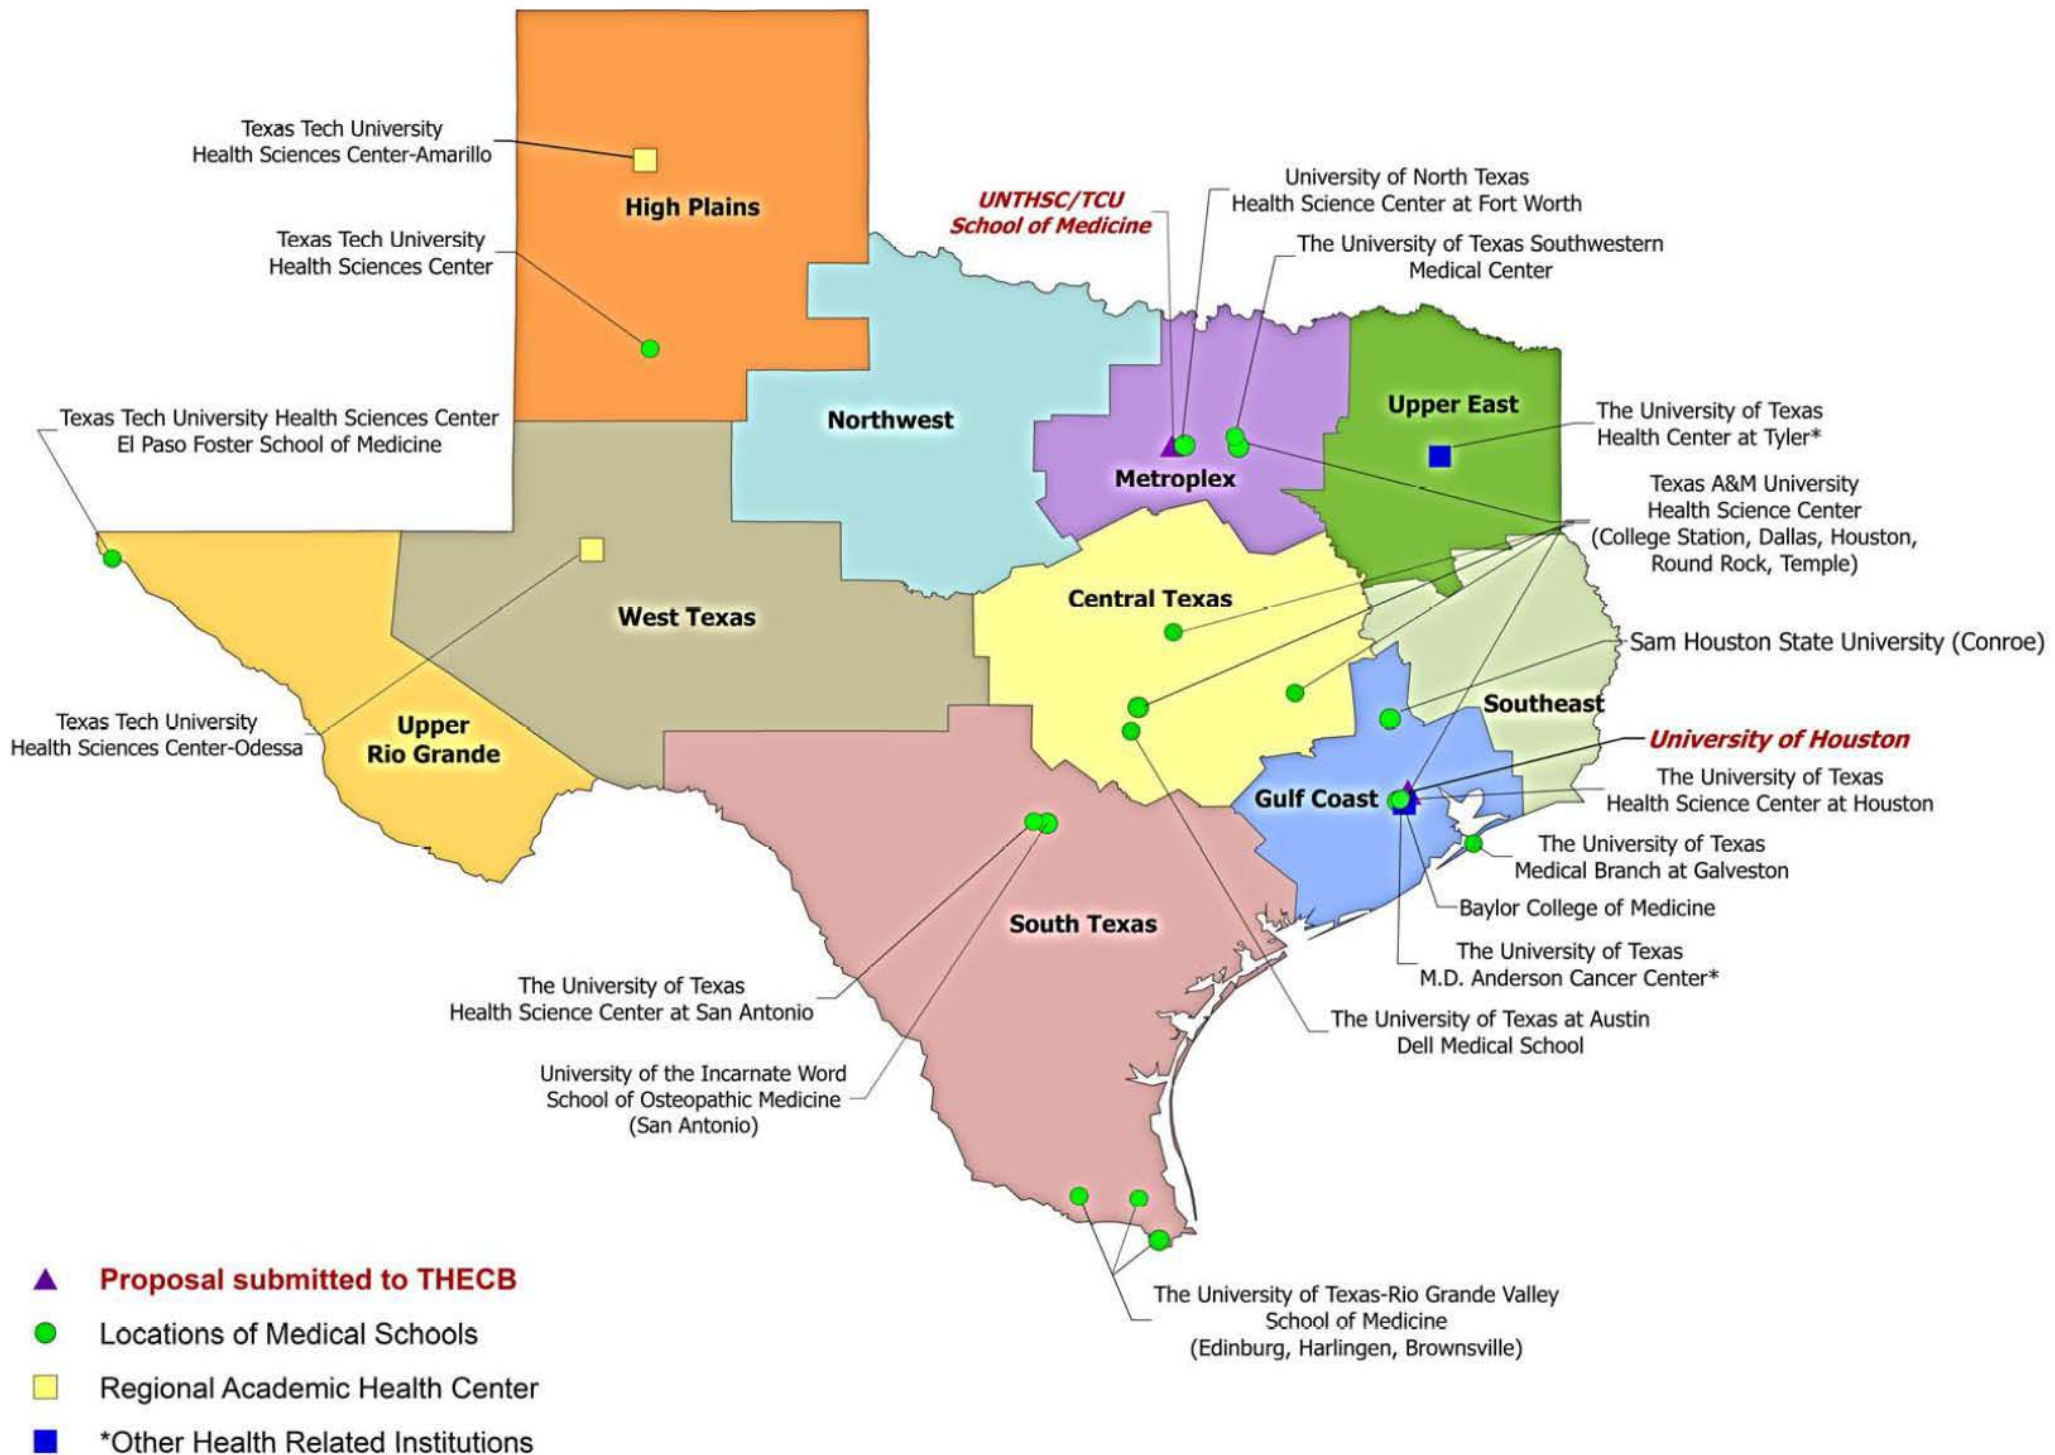 Texas Tech University
Health Sciences Center-Amarillo
High Plains
Texas Tech University
Health Sciences Center
UNTHSC/TCU
School of Medicine
University of North Texas
Health Science Center at Fort Worth
The University of Texas Southwestern
Medical Center
Texas Tech University Health Sciences Center
El Paso Foster School of Medicine
Northwest
Metroplex
Upper East
The University of Texas
Health Center at Tyler*
Texas A&M University
Health Science Center
(College Station, Dallas, Houston,
Round Rock, Temple)
West Texas
Central Texas
Sam Houston State University (Conroe)
Southeast
Texas Tech University
Health Sciences Center-Odessa
Upper
Rio Grande
University of Houston
Gulf Coast
The University of Texas
Health Science Center at Houston
The University of Texas
Medical Branch at Galveston
Baylor College of Medicine
The University of Texas
M.D. Anderson Cancer Center*
South Texas
The University of Texas
Health Science Center at San Antonio
The University of Texas at Austin
Dell Medical School
University of the Incarnate Word
School of Osteopathic Medicine
(San Antonio)
The University of Texas-Rio Grande Valley
School of Medicine
(Edinburg, Harlingen, Brownsville)
Proposal submitted to THECB
Locations of Medical Schools
Regional Academic Health Center
*Other Health Related Institutions